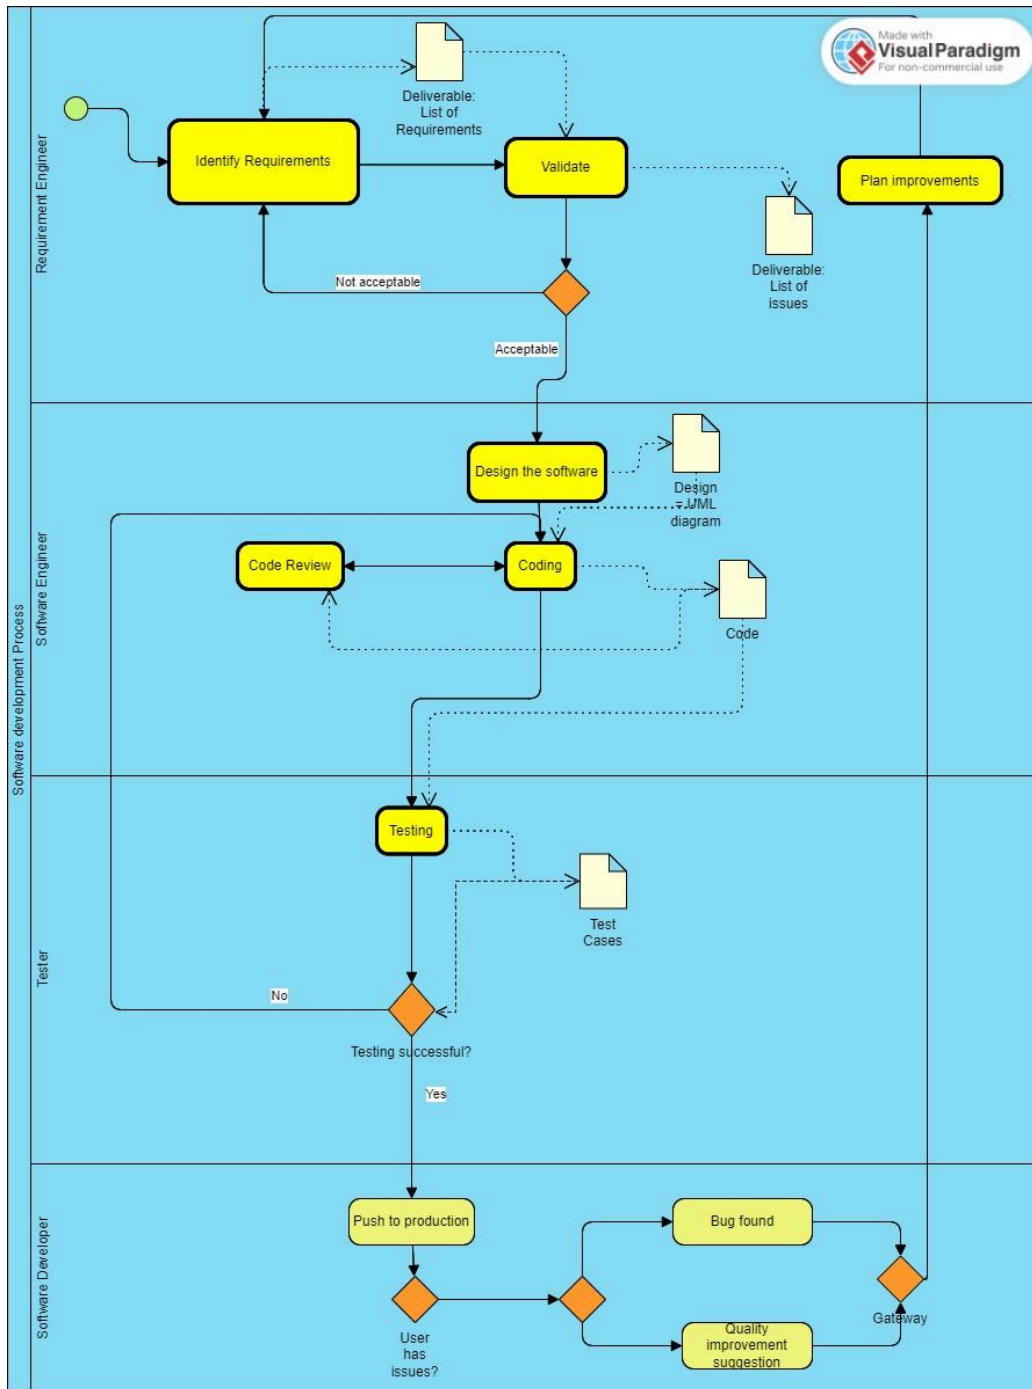 Made with
VisualParadigm
For non-commercial use
Software development Process
Requirement Engineer
Deliverable:
List of
Requirements
Identify Requirements
Validate
Plan improvements
Deliverable:
List of
issues
Not acceptable
Acceptable
Software Engineer
Design the software
Design
= UML
diagram
Code Review
Coding
Code
Tester
Testing
Test
Cases
No
Testing successful?
Yes
Software Developer
Push to production
Bug found
User
has
issues?
Gateway
Quality
improvement
suggestion